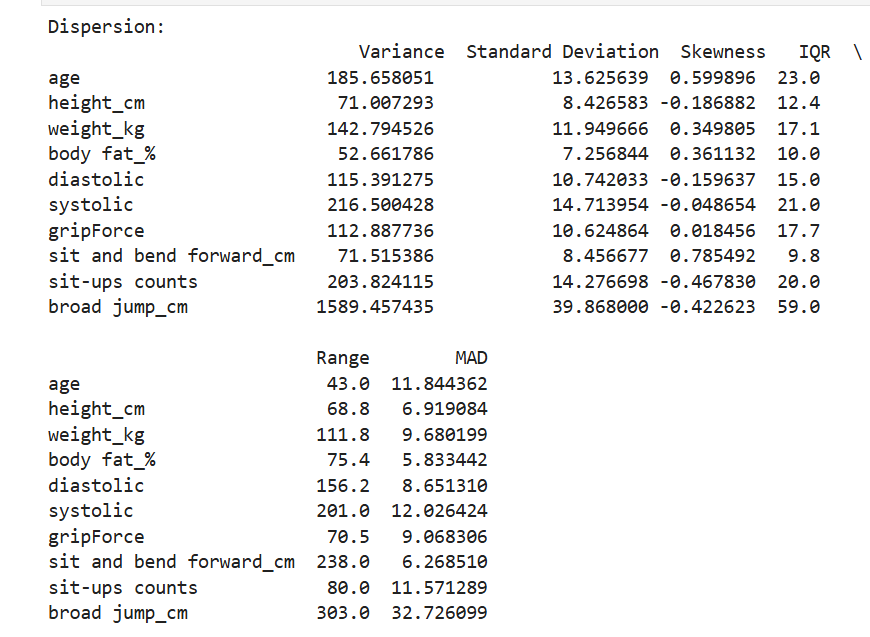 Dispersion:
Variance Standard Deviation Skewness IQR \
age 185.658051 13.625639 0.599896 23.0
height_cm 71.007293 8.426583 -0.186882 12.4
weight_kg 142.794526 11.949666 0.349805 17.1
body fat_% 52.661786 7.256844 0.361132 10.0
diastolic 115.391275 10.742033 -0.159637 15.0
systolic 216.500428 14.713954 -0.048654 21.0
gripForce 112.887736 10.624864 0.018456 17.7
sit and bend forward_cm 71.515386 8.456677 0.785492 9.8
sit-ups counts 203.824115 14.276698 -0.467830 20.0
broad jump_cm 1589.457435 39.868000 -0.422623 59.0
Range MAD
age 43.0 11.844362
height_cm 68.8 6.919084
weight_kg 111.8 9.680199
body fat_% 75.4 5.833442
diastolic 156.2 8.651310
systolic 201.0 12.026424
gripForce 70.5 9.068306
sit and bend forward_cm 238.0 6.268510
sit-ups counts 80.0 11.571289
broad jump_cm 303.0 32.726099